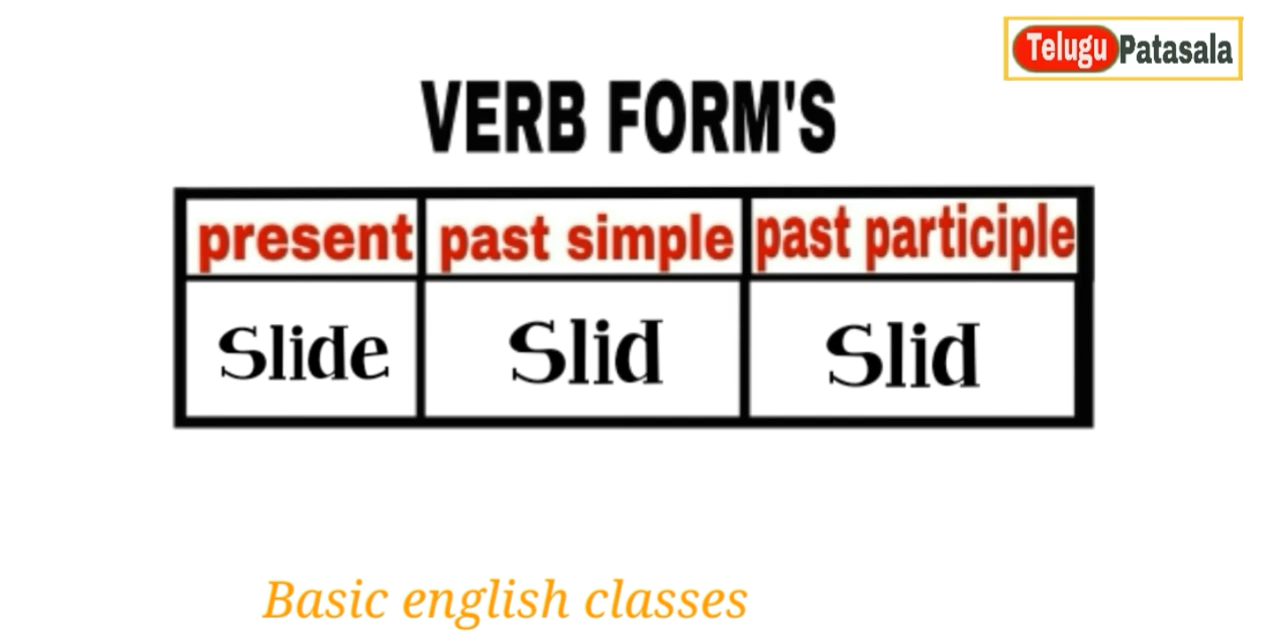 Telugu Patasala
VERB FORM'S
present past simple past participle
Slide Slid Slid
Basic english classes